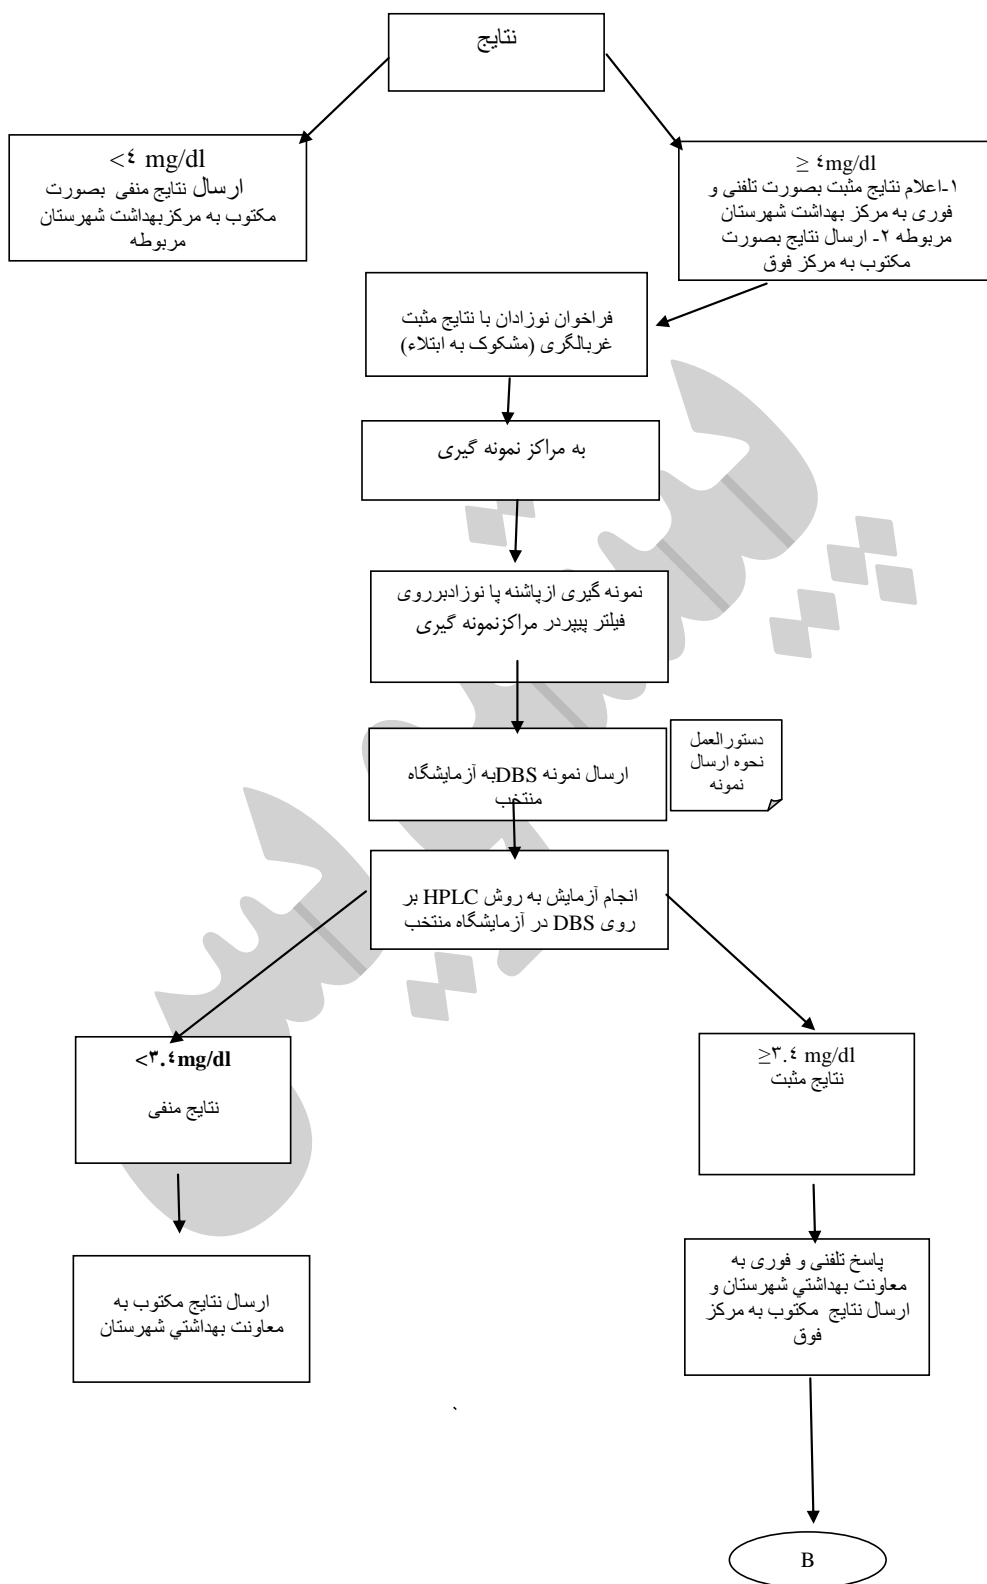 نتایج
<٤ mg/dl
ارسال نتایج منفی بصورت
مکتوب به مرکزبهداشت شهرستان
مربوطه
≥ ٤mg/dl
۱-اعلام نتایج مثبت بصورت تلفنی و
فوری به مرکز بهداشت شهرستان
مربوطه ۲- ارسال نتایج بصورت
مکتوب به مرکز فوق
فراخوان نوزادان با نتایج مثبت
غربالگری (مشکوک به ابتلاء)
به مراکز نمونه گیری
نمونه گیری ازپاشنه پا نوزادبرروی
فیلتر پیپردر مراکزنمونه گیری
ارسال نمونه DBSبه آزمایشگاه
منتخب
دستورالعمل
نحوه ارسال
نمونه
انجام آزمایش به روش HPLC بر
روی DBS در آزمایشگاه منتخب
<۳.٤mg/dl
نتایج منفی
≥۳.٤ mg/dl
نتایج مثبت
ارسال نتایج مکتوب به
معاونت بهداشتي شهرستان
پاسخ تلفنی و فوری به
معاونت بهداشتي شهرستان و
ارسال نتایج مکتوب به مرکز
فوق
B